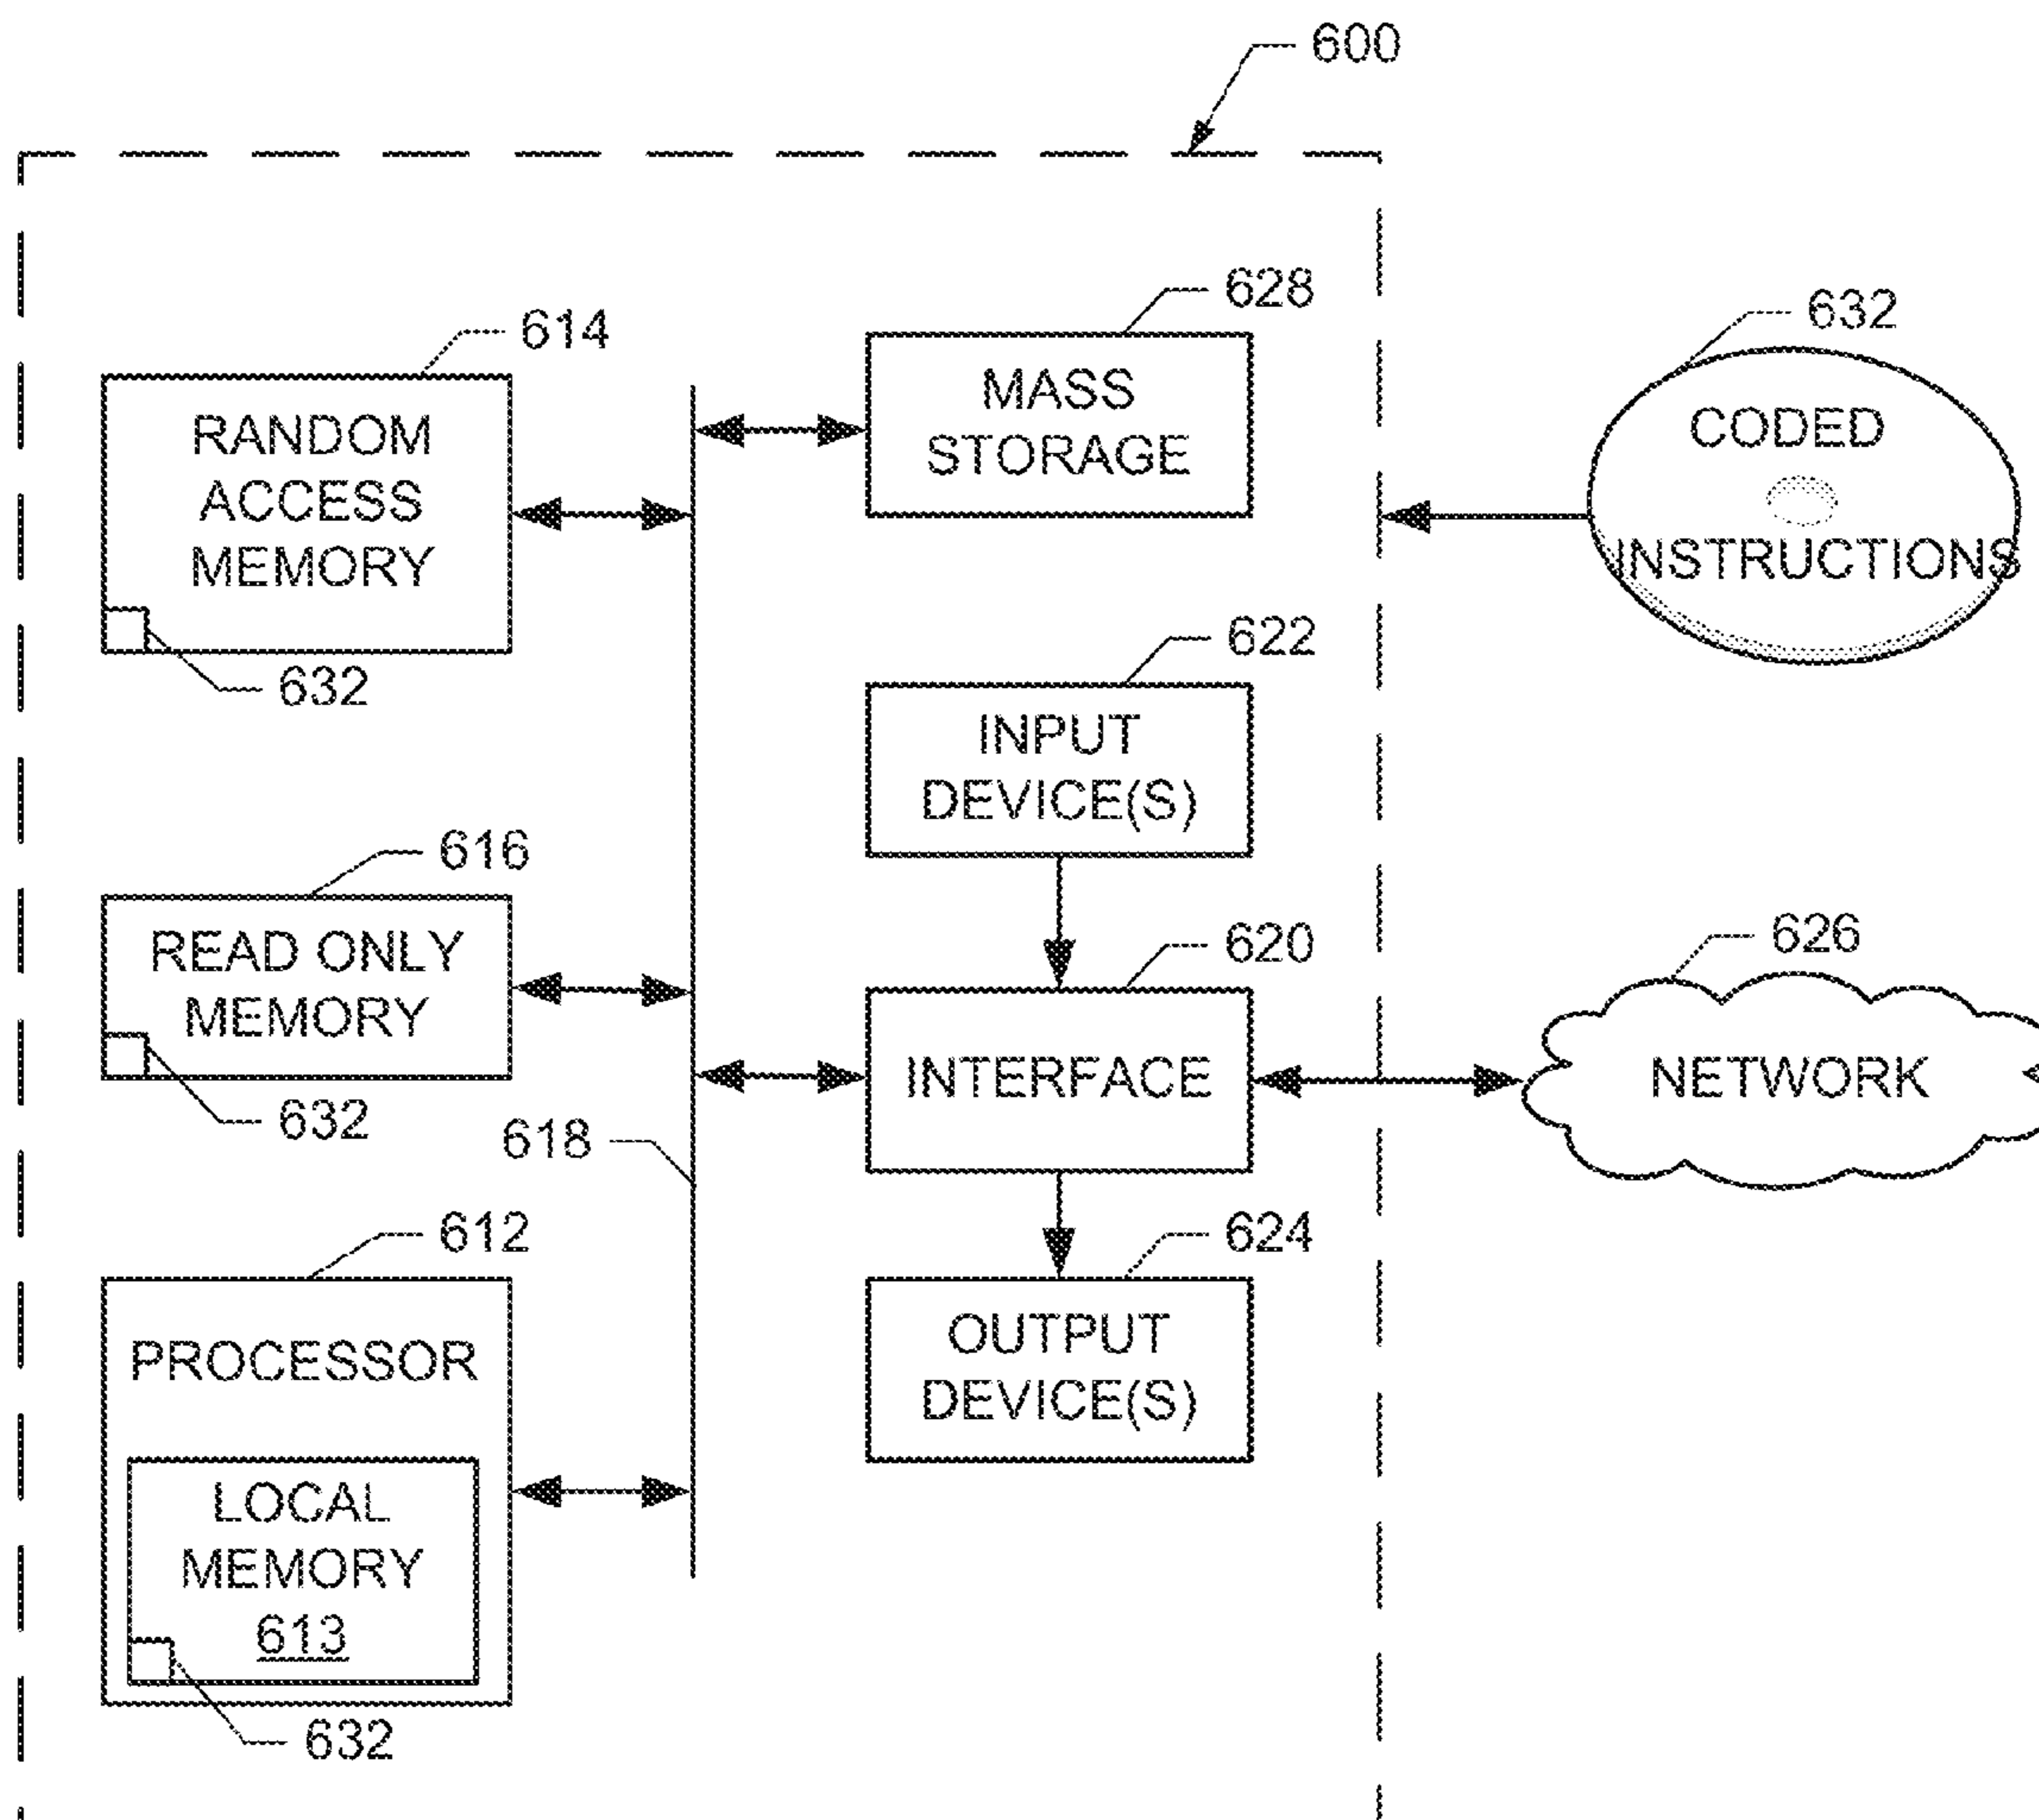 600
628
614
632
MASS
STORAGE
RANDOM
ACCESS
MEMORY
CODED
INSTRUCTIONS
632
622
INPUT
DEVICE(S)
616
READ ONLY
MEMORY
620
626
INTERFACE
NETWORK
632
618
612
624
PROCESSOR
OUTPUT
DEVICE(S)
LOCAL
MEMORY
613
632